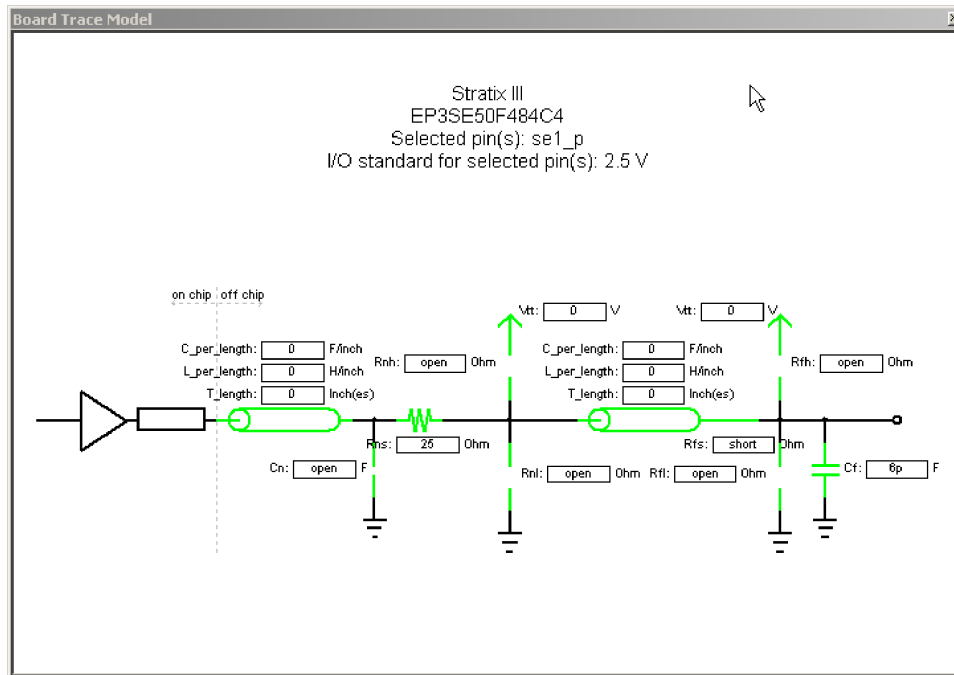 Board Trace Model
Stratix III
EP3SE50F484C4
Selected pin(s): se1_p
I/O standard for selected pin(s): 2.5 V
on chip off chip
Vtt: 0 V Vtt: 0 V
C_per_length: 0 F/inch C_per_length: 0 F/inch
Rnh: open Ohm Rfh: open Ohm
L_per_length: 0 H/inch L_per_length: 0 H/inch
T_length: 0 Inch(es) T_length: 0 Inch(es)
Rns: 25 Ohm Rfs: short Ohm
Cn: open F Rnl: open Ohm Rfl: open Ohm Cf: 6p F